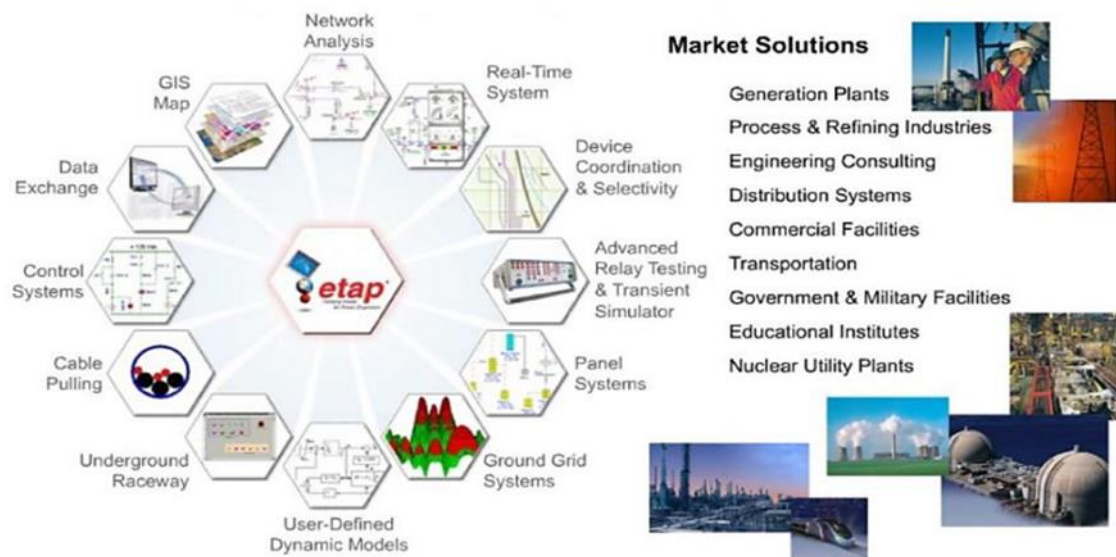 Network
Analysis
Real-Time
System
Device
Coordination
& Selectivity
Advanced
Relay Testing
& Transient
Simulator
Panel
Systems
Ground Grid
Systems
User-Defined
Dynamic Models
Underground
Raceway
Cable
Pulling
Control
Systems
Data
Exchange
GIS
Map
etap
Market Solutions
Generation Plants
Process & Refining Industries
Engineering Consulting
Distribution Systems
Commercial Facilities
Transportation
Government & Military Facilities
Educational Institutes
Nuclear Utility Plants